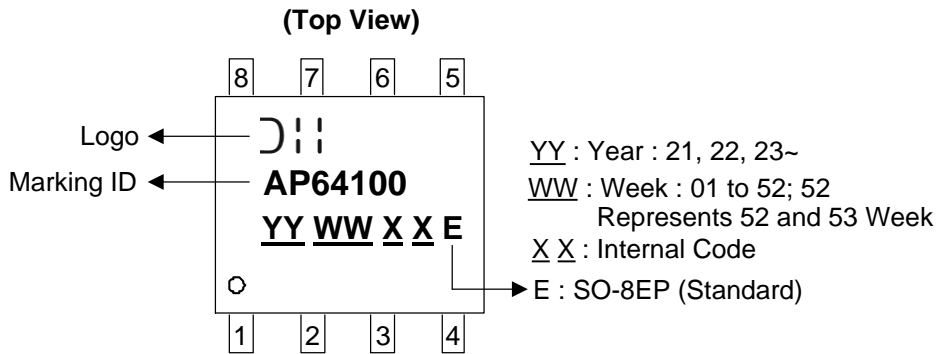 (Top View)
8 7 6 5
Logo
Marking ID
AP64100
YY WW X X E
1 2 3 4
YY : Year : 21, 22, 23~
WW : Week : 01 to 52; 52
Represents 52 and 53 Week
X X : Internal Code
E : SO-8EP (Standard)